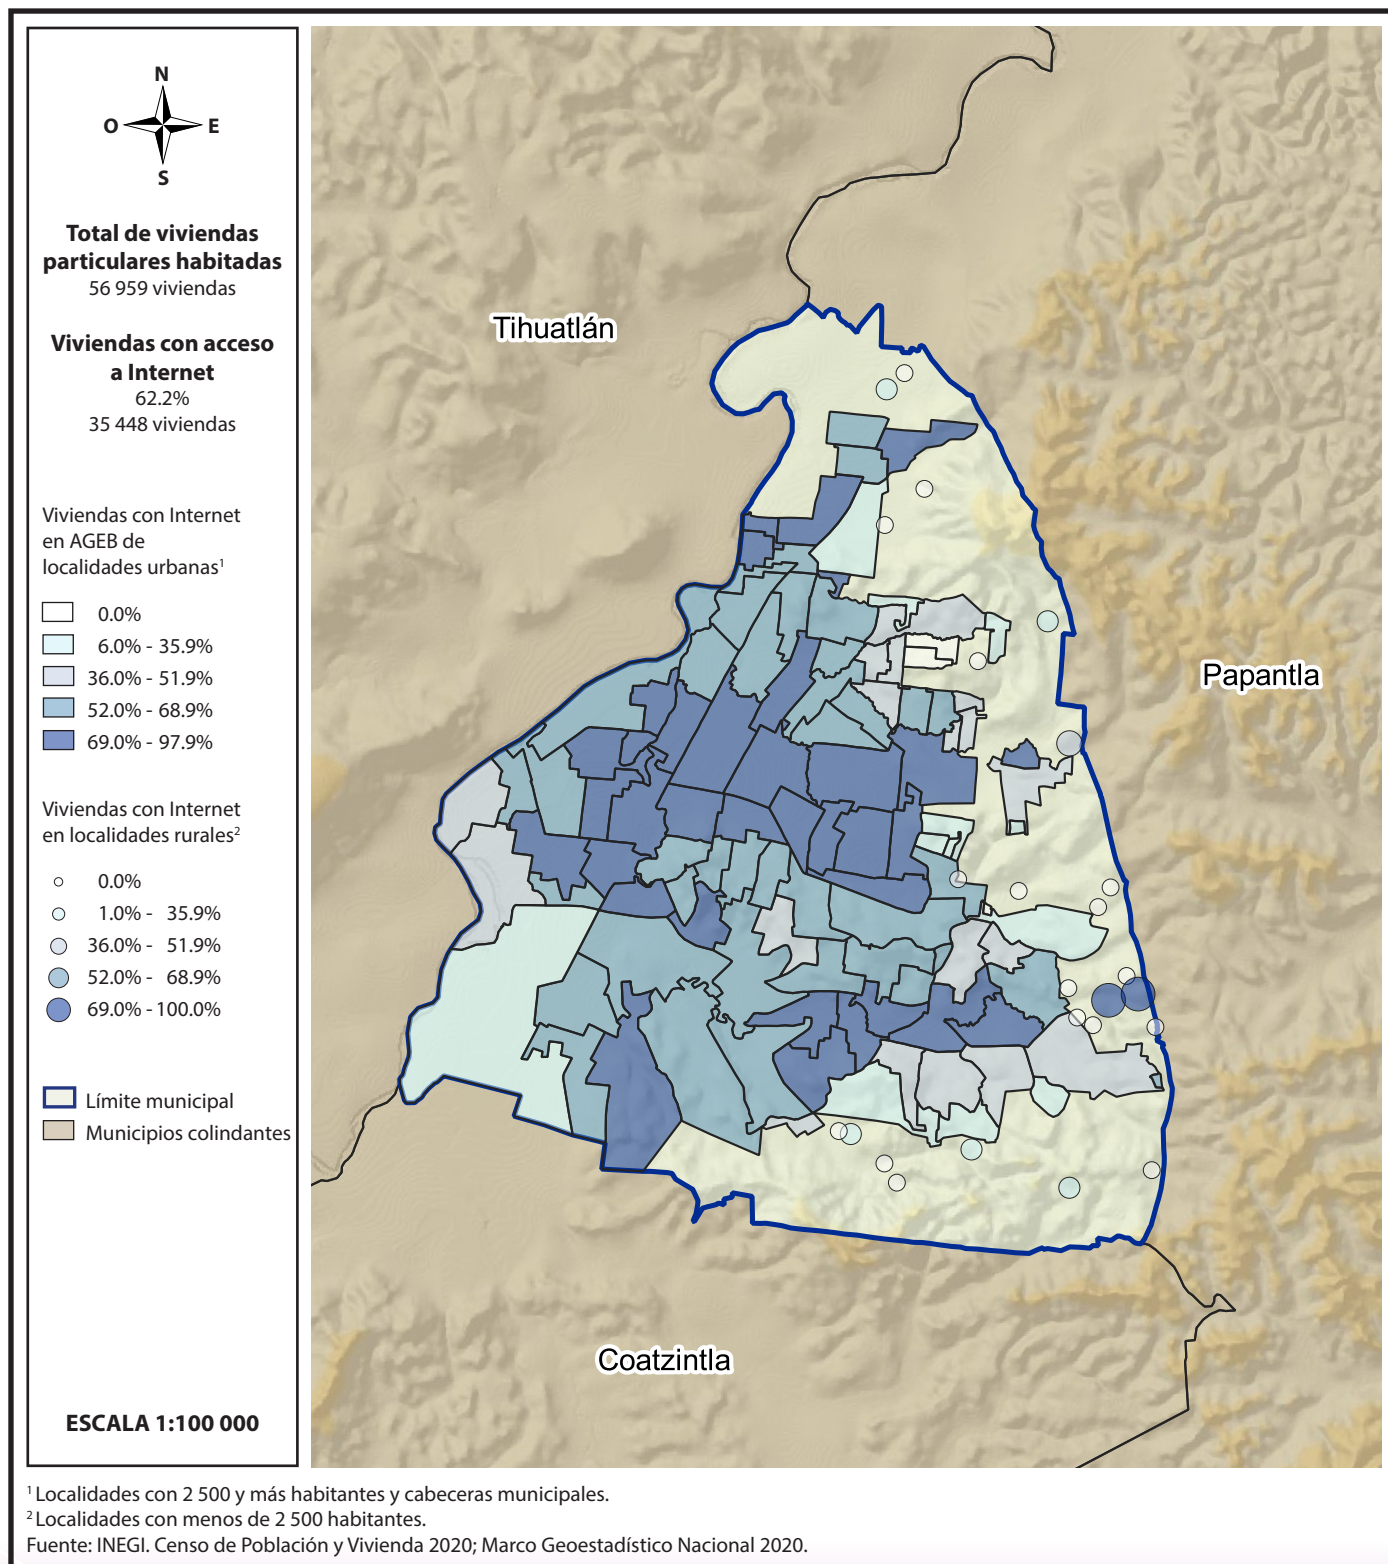 N
O
E
S
Total de viviendas
particulares habitadas
56 959 viviendas
Viviendas con acceso
a Internet
62.2%
35 448 viviendas
Viviendas con Internet
en AGEB de
localidades urbanas¹
0.0%
6.0% - 35.9%
36.0% - 51.9%
52.0% - 68.9%
69.0% - 97.9%
Viviendas con Internet
en localidades rurales²
0.0%
1.0% - 35.9%
36.0% - 51.9%
52.0% - 68.9%
69.0% - 100.0%
Límite municipal
Municipios colindantes
ESCALA 1:100 000
Tihuatlán
Papantla
Coatzintla
¹ Localidades con 2 500 y más habitantes y cabeceras municipales.
² Localidades con menos de 2 500 habitantes.
Fuente: INEGI. Censo de Población y Vivienda 2020; Marco Geoestadístico Nacional 2020.